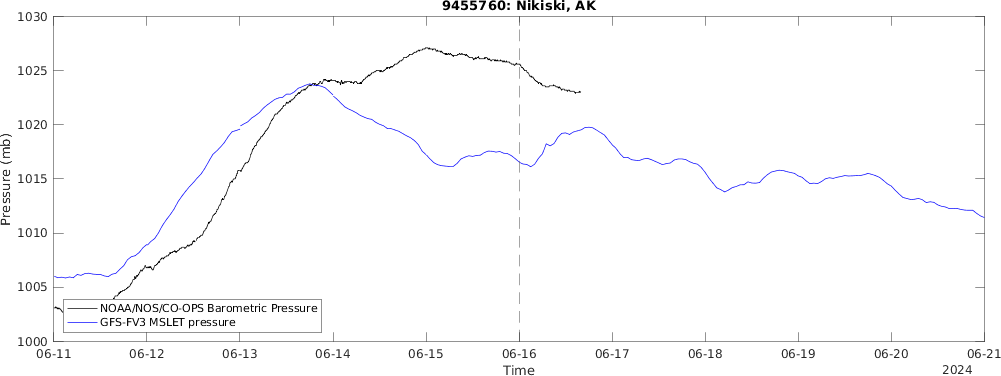 9455760: Nikiski, AK
1030
1025
1020
1015
1010
1005
1000
Pressure (mb)
NOAA/NOS/CO-OPS Barometric Pressure
GFS-FV3 MSLET pressure
06-11 06-12 06-13 06-14 06-15 06-16 06-17 06-18 06-19 06-20 06-21
Time
2024